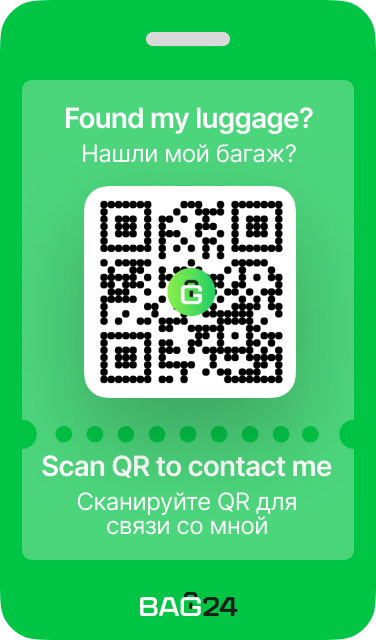 Found my luggage?
Нашли мой багаж?
G
Scan QR to contact me
Сканируйте QR для
связи со мной
BAG24